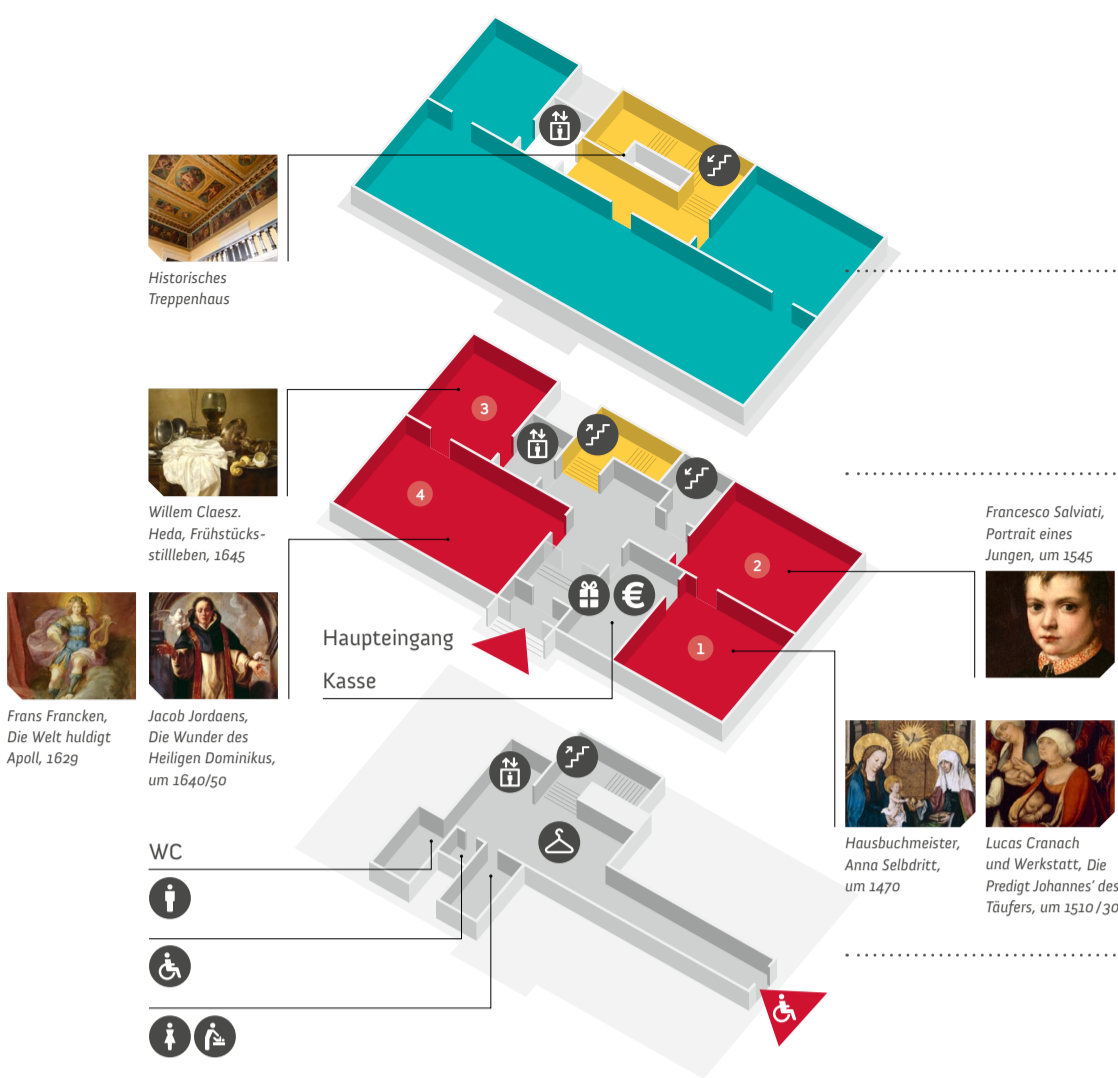 Historisches
Treppenhaus
3
4
2
1
Willem Claesz.
Heda, Frühstücks-
stillleben, 1645
Francesco Salviati,
Portrait eines
Jungen, um 1545
€
Haupteingang
Kasse
Frans Francken,
Die Welt huldigt
Apoll, 1629
Jacob Jordaens,
Die Wunder des
Heiligen Dominikus,
um 1640/50
Hausbuchmeister,
Anna Selbdritt,
um 1470
Lucas Cranach
und Werkstatt, Die
Predigt Johannes’ des
Täufers, um 1510/30
WC